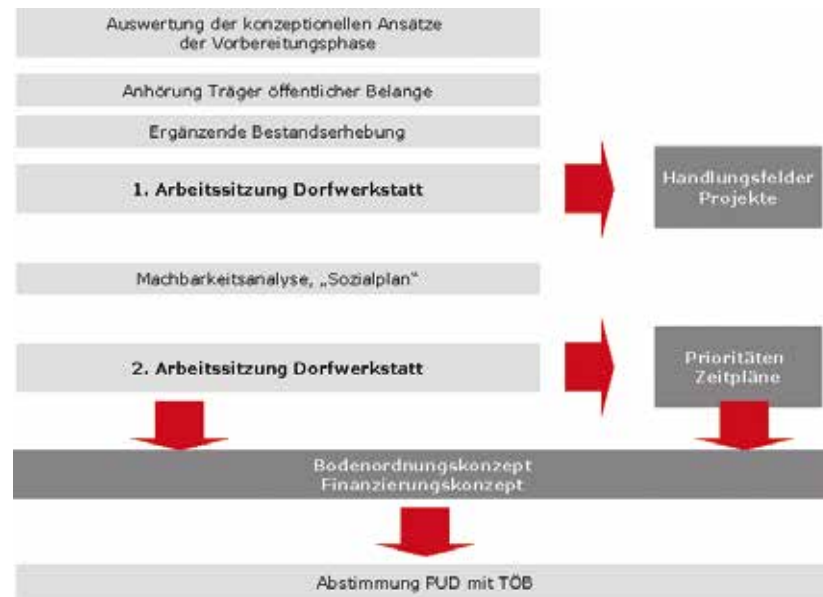 Auswertung der konzeptionellen Ansätze
der Vorbereitungsphase
Anhörung Träger öffentlicher Belange
Ergänzende Bestandserhebung
1. Arbeitssitzung Dorfwerkstatt
Handlungsfelder
Projekte
Machbarkeitsanalyse, „Sozialplan“
2. Arbeitssitzung Dorfwerkstatt
Prioritäten
Zeitpläne
Bodenordnungskonzept
Finanzierungskonzept
Abstimmung PUD mit TÖB